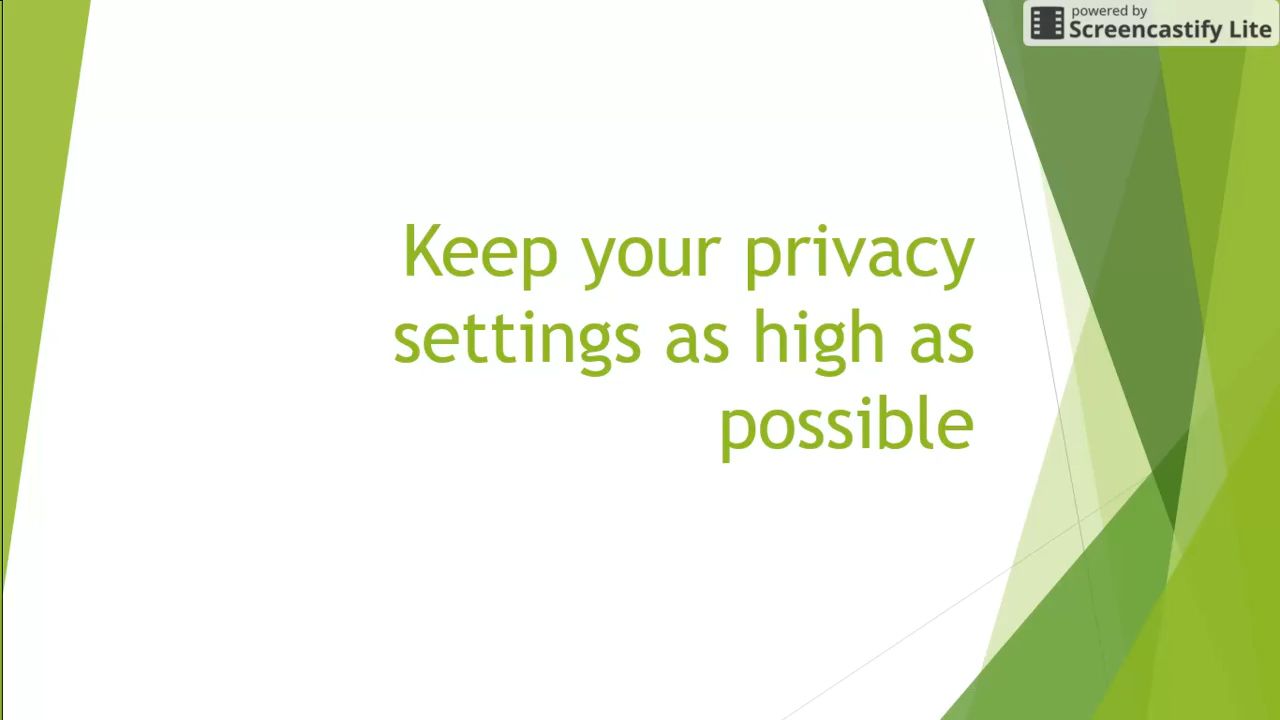 powered by
Screencastify Lite
Keep your privacy
settings as high as
possible